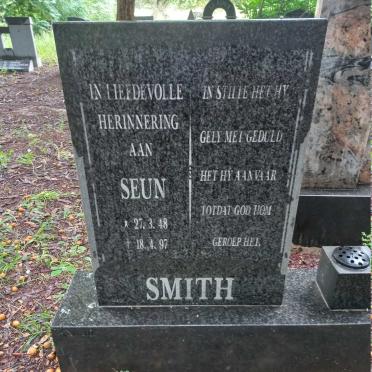 IN LIEFDEVOLLE
HERINNERING
AAN
SEUN
* 27. 3. 48
† 18. 4. 97
IN STILTE HET HY
GELY MET GEDULD
HET HY AANVAAR
TOTDAT GOD HOM
GEROEP HET.
SMITH